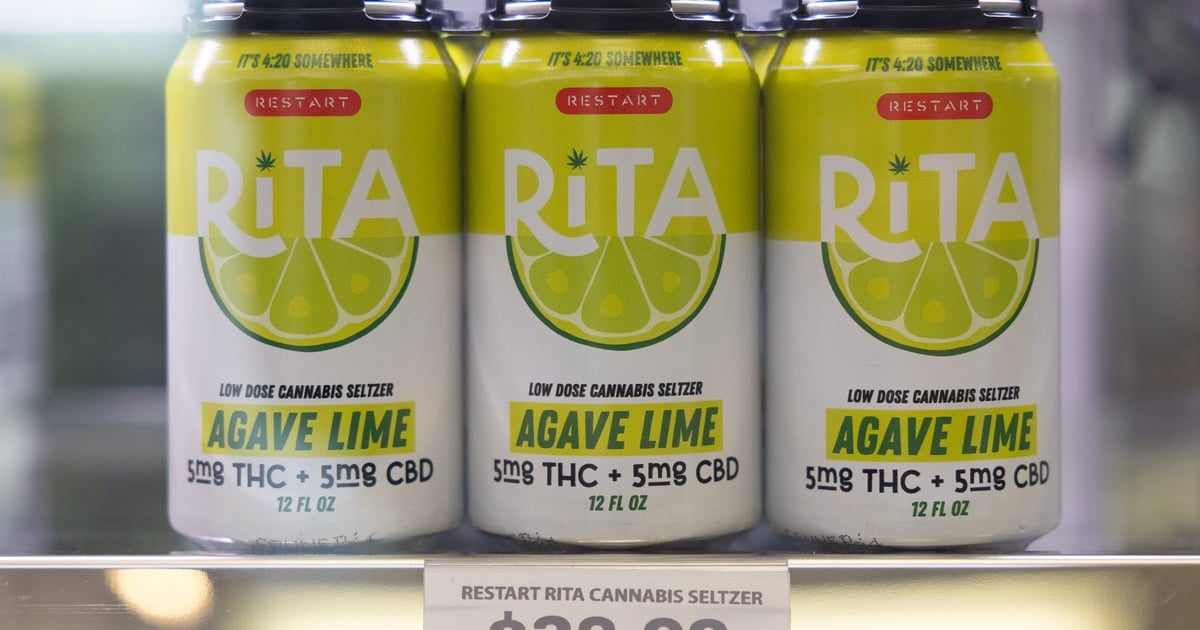 IT'S 4:20 SOMEWHERE
RESTART
RiTA
LOW DOSE CANNABIS SELTZER
AGAVE LIME
5mg THC + 5mg CBD
12 FL OZ
IT'S 4:20 SOMEWHERE
RESTART
RiTA
LOW DOSE CANNABIS SELTZER
AGAVE LIME
5mg THC + 5mg CBD
12 FL OZ
IT'S 4:20 SOMEWHERE
RESTART
RiTA
LOW DOSE CANNABIS SELTZER
AGAVE LIME
5mg THC + 5mg CBD
12 FL OZ
RESTART RITA CANNABIS SELTZER